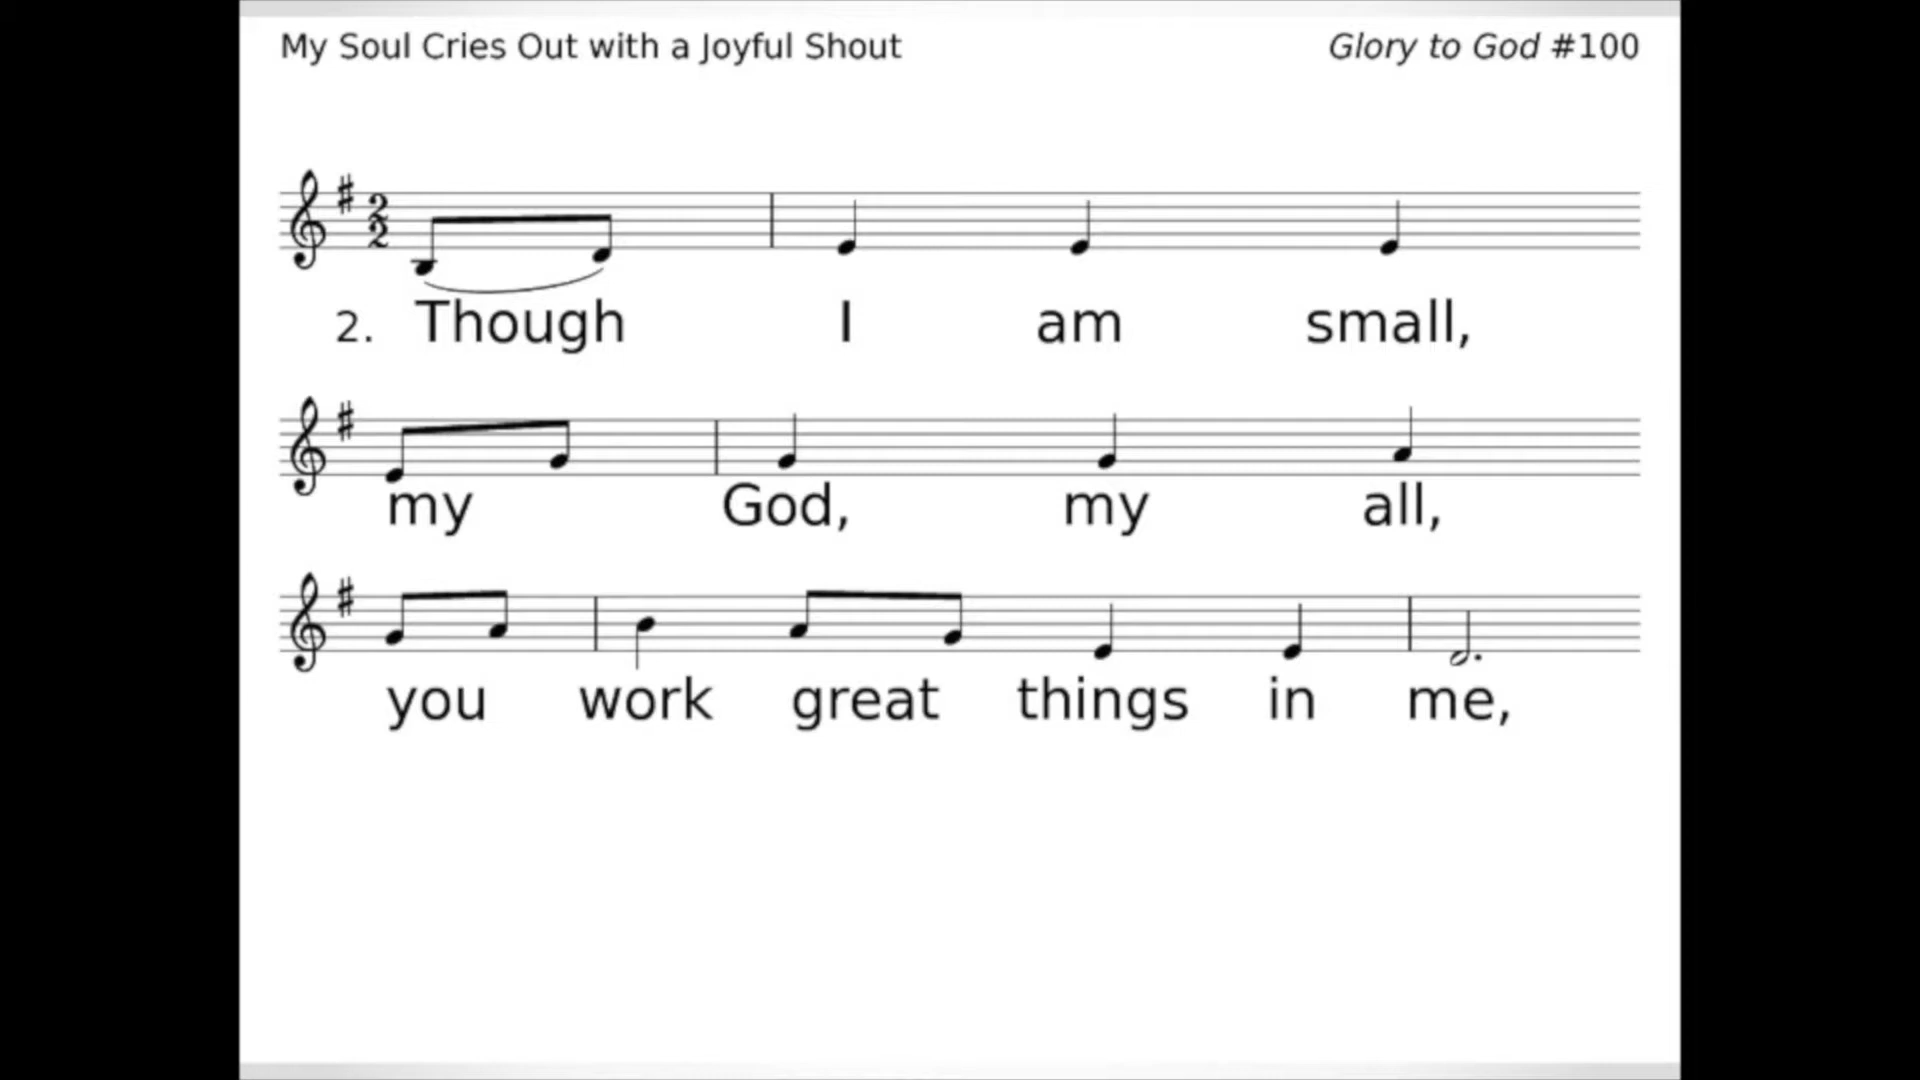 My Soul Cries Out with a Joyful Shout
Glory to God #100
2. Though I am small,
my God, my all,
you work great things in me,